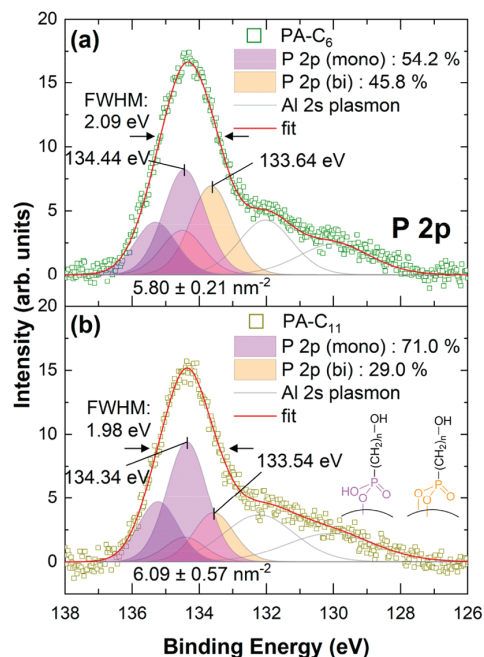 20
15
10
5
0
(a)
PA-C6
P 2p (mono) : 54.2 %
P 2p (bi) : 45.8 %
Al 2s plasmon
fit
FWHM:
2.09 eV
134.44 eV
133.64 eV
P 2p
5.80 ± 0.21 nm-2
Intensity (arb. units)
20
15
10
5
0
(b)
PA-C11
P 2p (mono) : 71.0 %
P 2p (bi) : 29.0 %
Al 2s plasmon
fit
FWHM:
1.98 eV
134.34 eV
133.54 eV
OH
(CH2)n
HO P O
O
OH
(CH2)n
O P O
O
6.09 ± 0.57 nm-2
138 136 134 132 130 128 126
Binding Energy (eV)